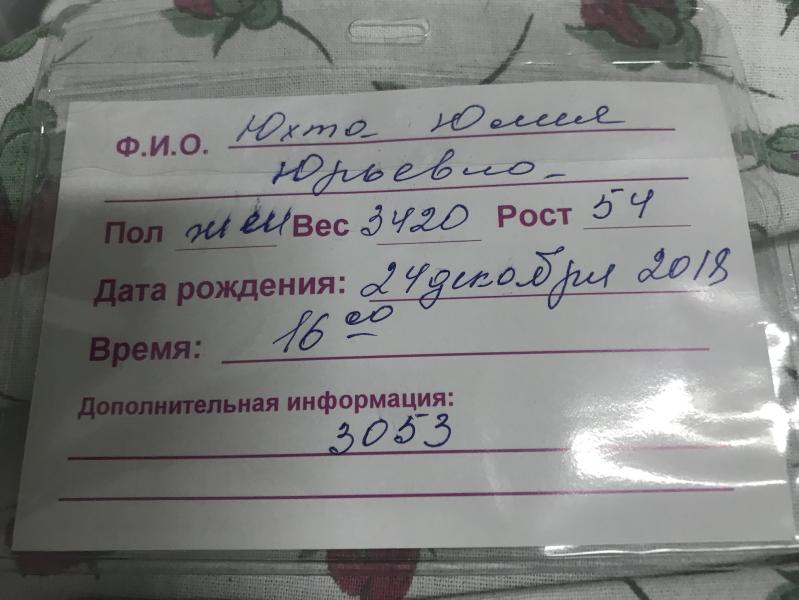 Ф.И.О. Юхта Юлия
Юрьевна
Пол жен Вес 3420 Рост 54
Дата рождения: 24 декабря 2018
Время: 16 00
Дополнительная информация:
3053